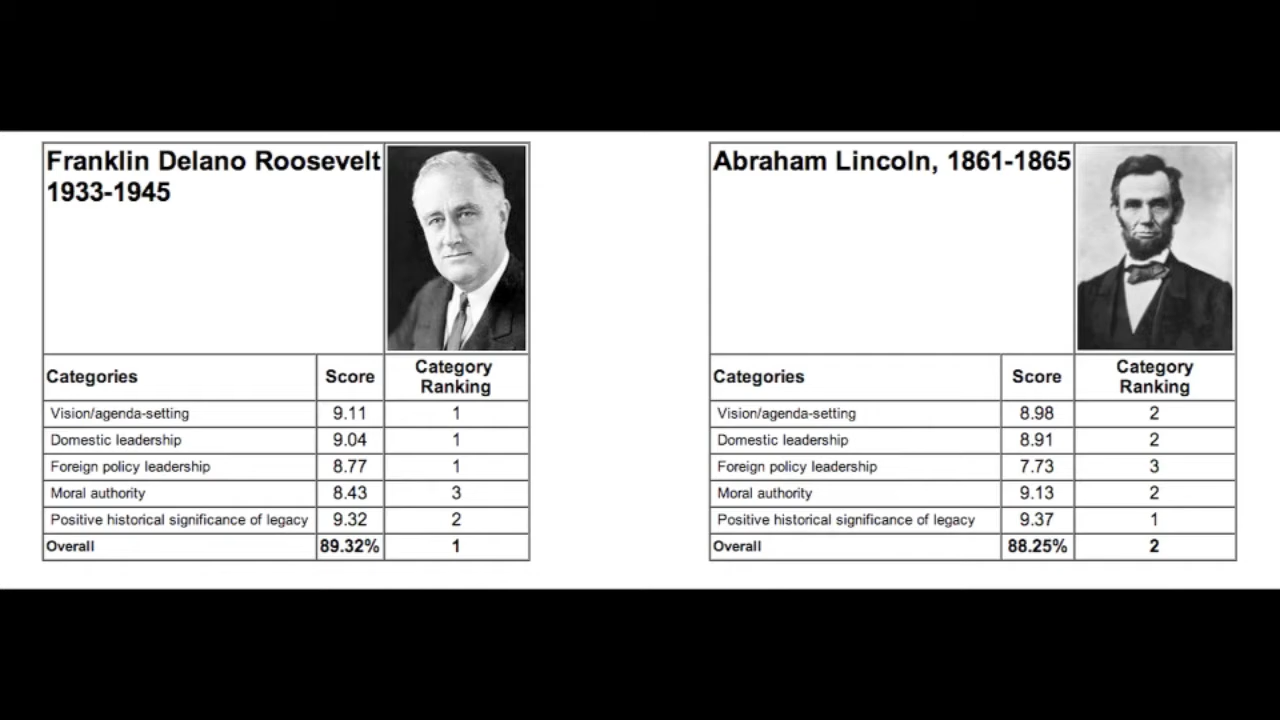 Franklin Delano Roosevelt
1933-1945
Categories Score Category Ranking
Vision/agenda-setting 9.11 1
Domestic leadership 9.04 1
Foreign policy leadership 8.77 1
Moral authority 8.43 3
Positive historical significance of legacy 9.32 2
Overall 89.32% 1
Abraham Lincoln, 1861-1865
Categories Score Category Ranking
Vision/agenda-setting 8.98 2
Domestic leadership 8.91 2
Foreign policy leadership 7.73 3
Moral authority 9.13 2
Positive historical significance of legacy 9.37 1
Overall 88.25% 2